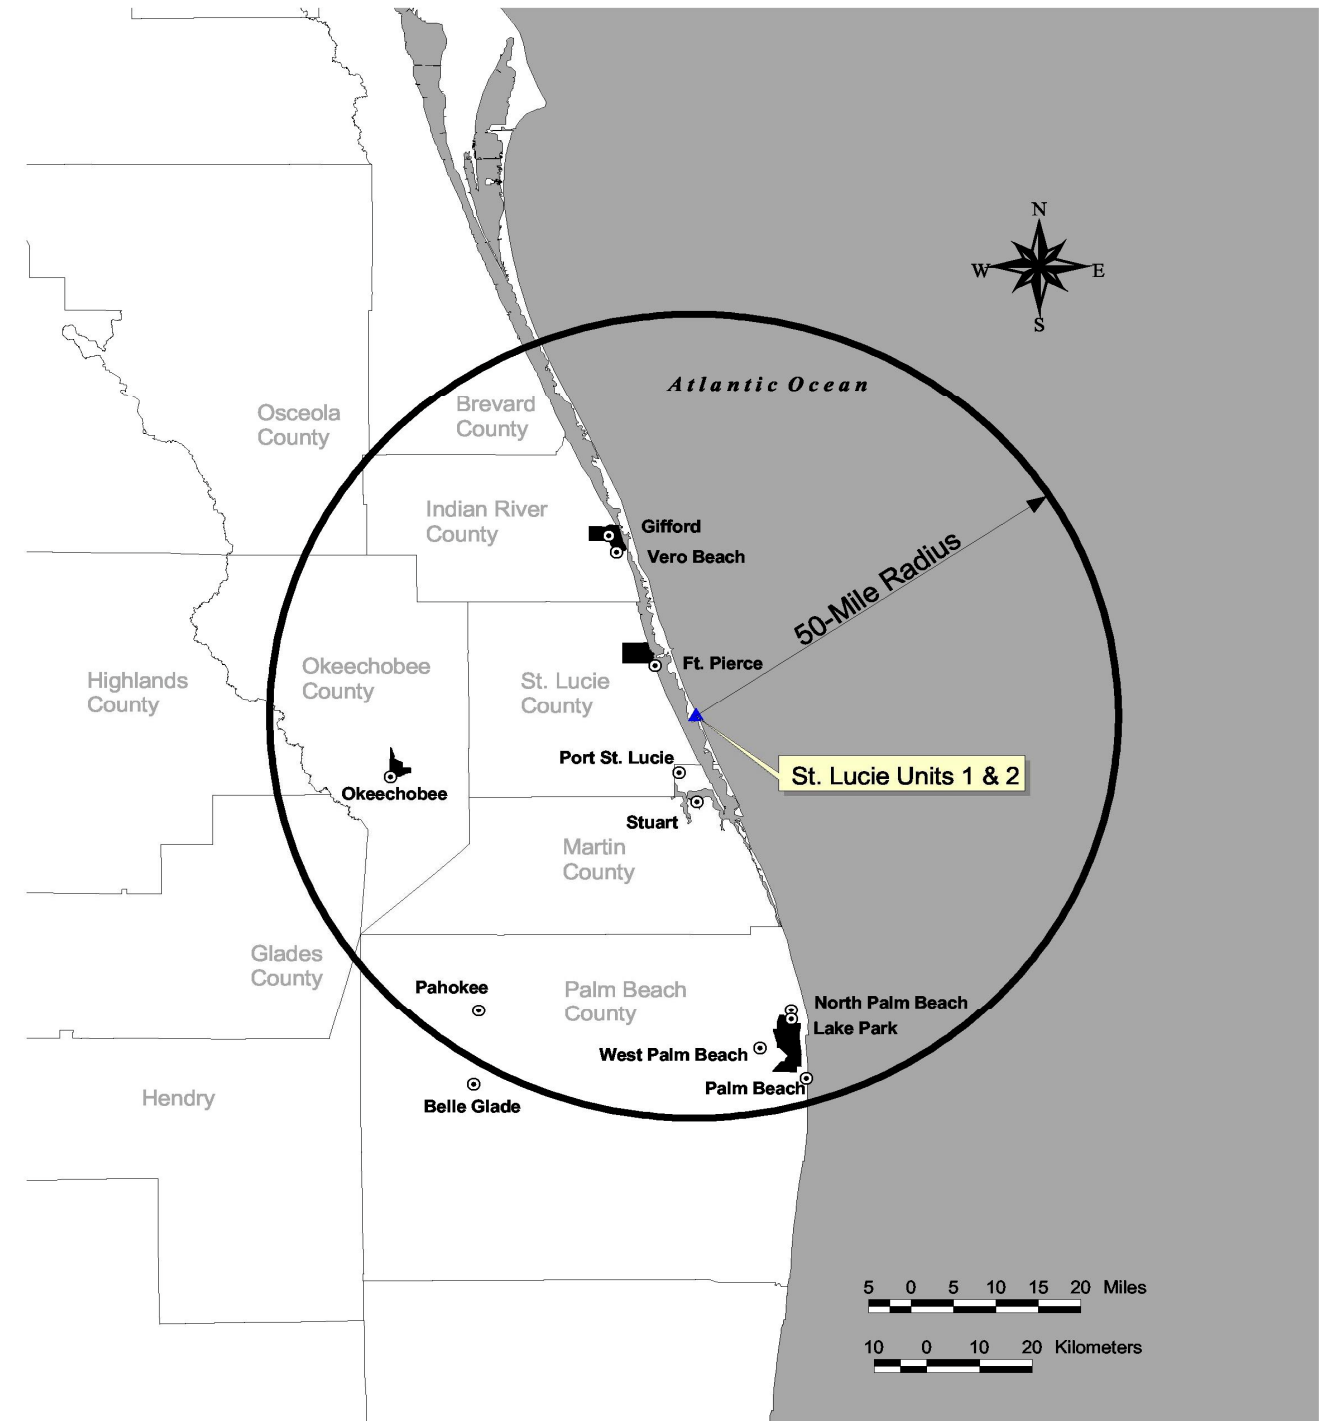 N
W
E
S
Atlantic Ocean
Osceola
County
Brevard
County
Indian River
County
Gifford
Vero Beach
50-Mile Radius
Highlands
County
Okeechobee
County
St. Lucie
County
Ft. Pierce
Port St. Lucie
St. Lucie Units 1 & 2
Okeechobee
Stuart
Martin
County
Glades
County
Pahokee
Palm Beach
County
North Palm Beach
Lake Park
West Palm Beach
Palm Beach
Hendry
Belle Glade
5 0 5 10 15 20 Miles
10 0 10 20 Kilometers